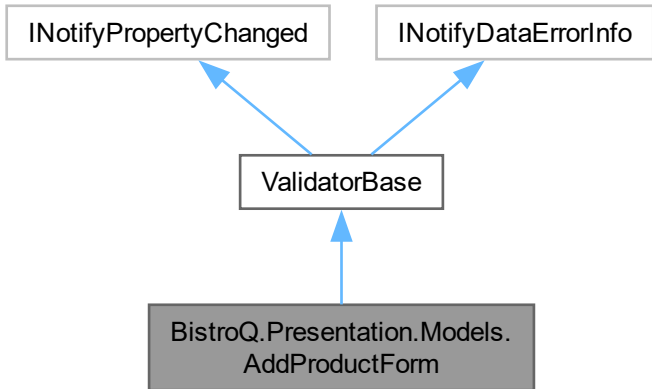 INotifyPropertyChanged
INotifyDataErrorInfo
ValidatorBase
BistroQ.Presentation.Models.
AddProductForm